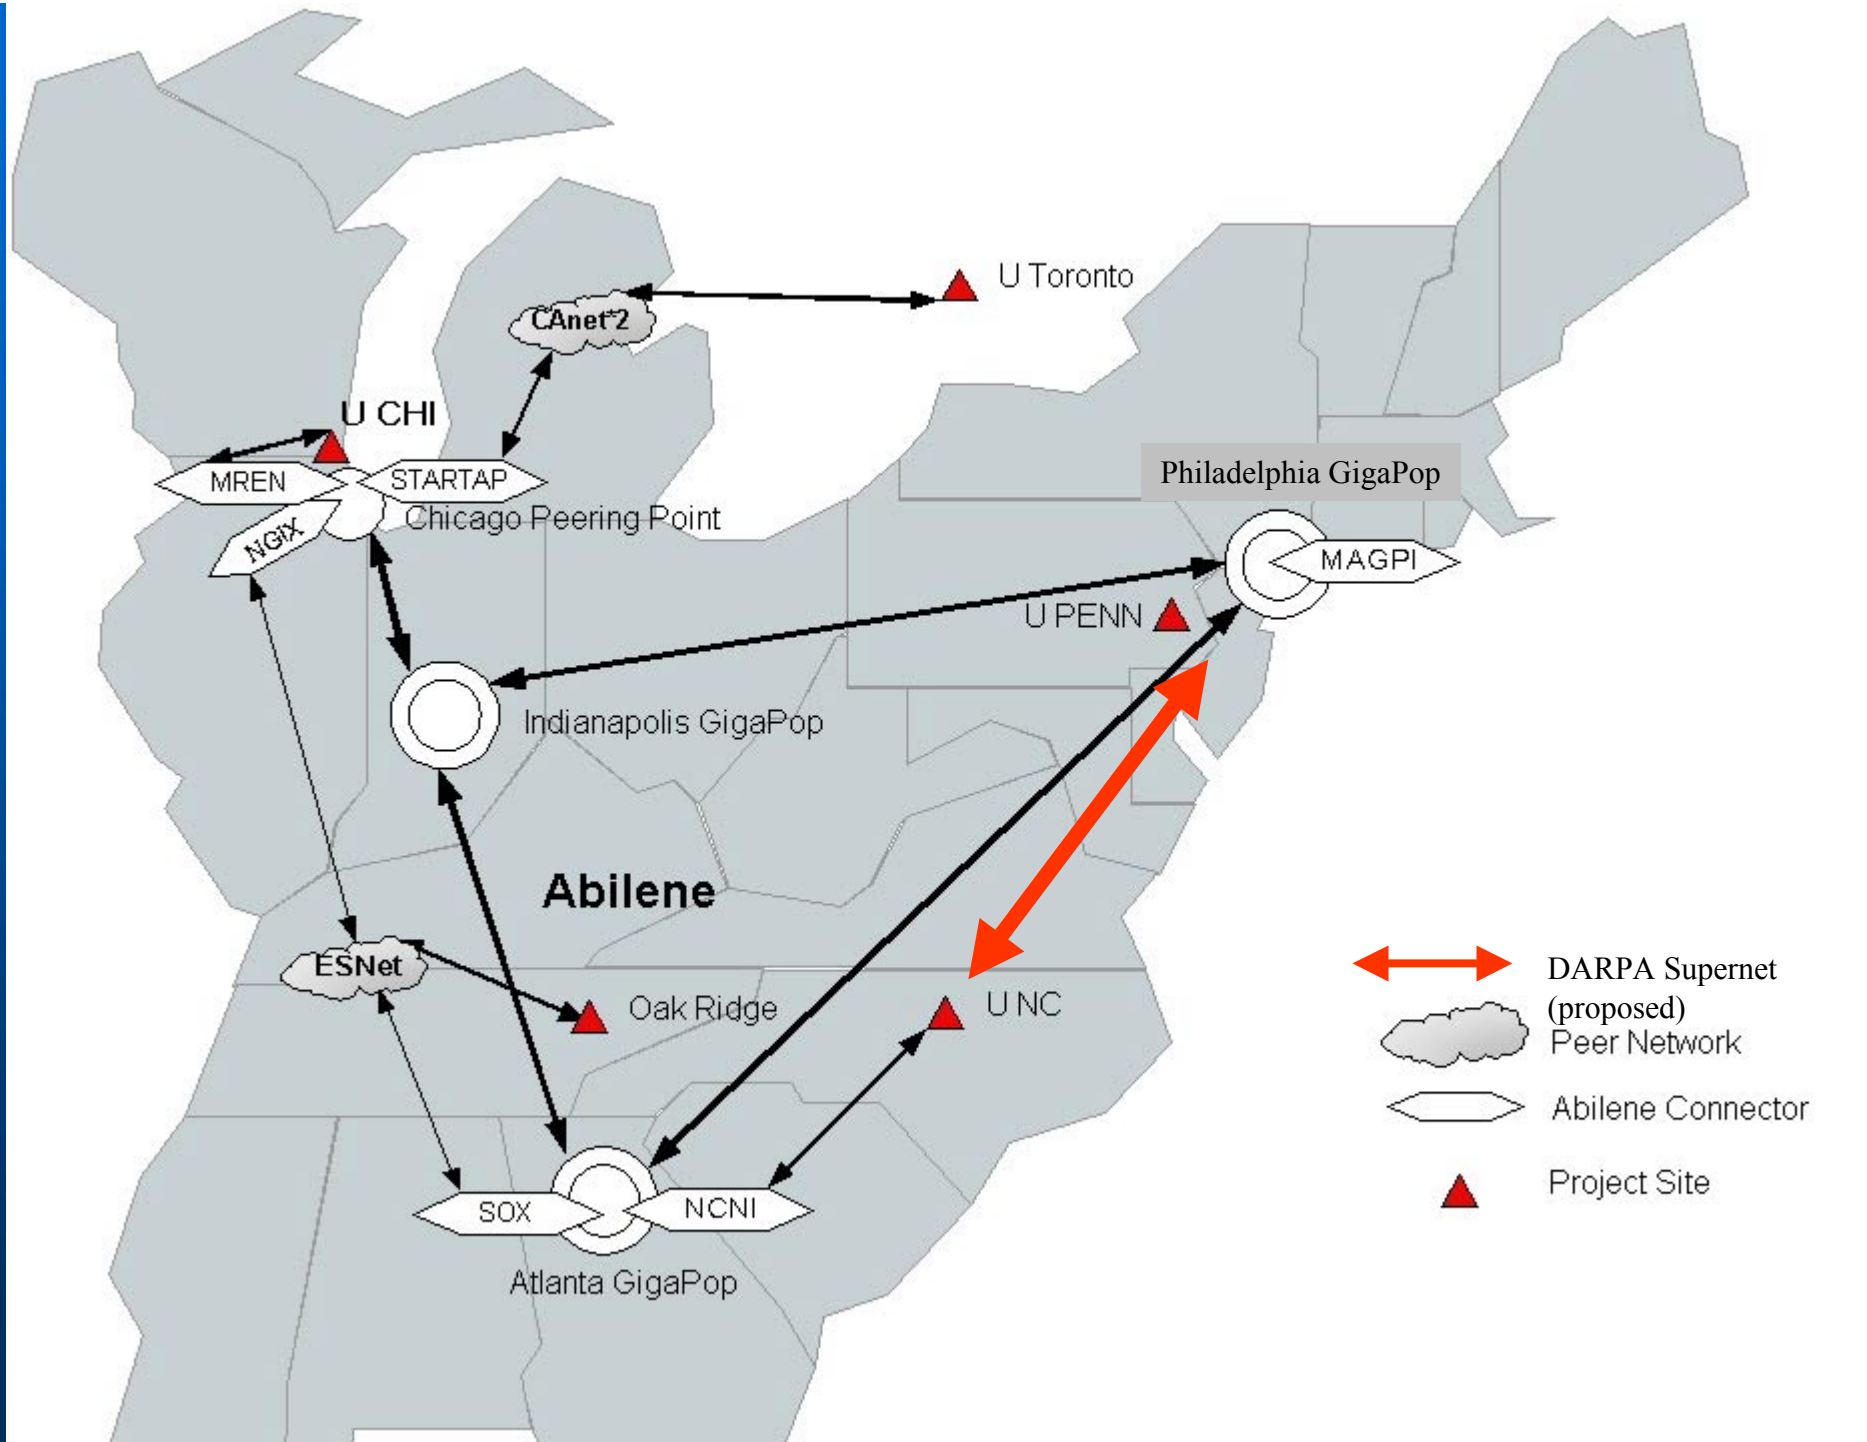 U Toronto
CAnet*2
U CHI
MREN
STARTAP
Philadelphia GigaPop
NGIX
Chicago Peering Point
MAGPI
U PENN
Indianapolis GigaPop
Abilene
ESNet
Oak Ridge
U NC
DARPA Supernet
(proposed)
Peer Network
Abilene Connector
Project Site
SOX
NCNI
Atlanta GigaPop